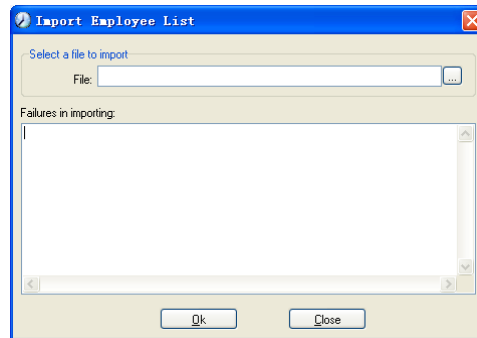 Import Employee List
Select a file to import
File:
...
Failures in importing:
Ok
Close